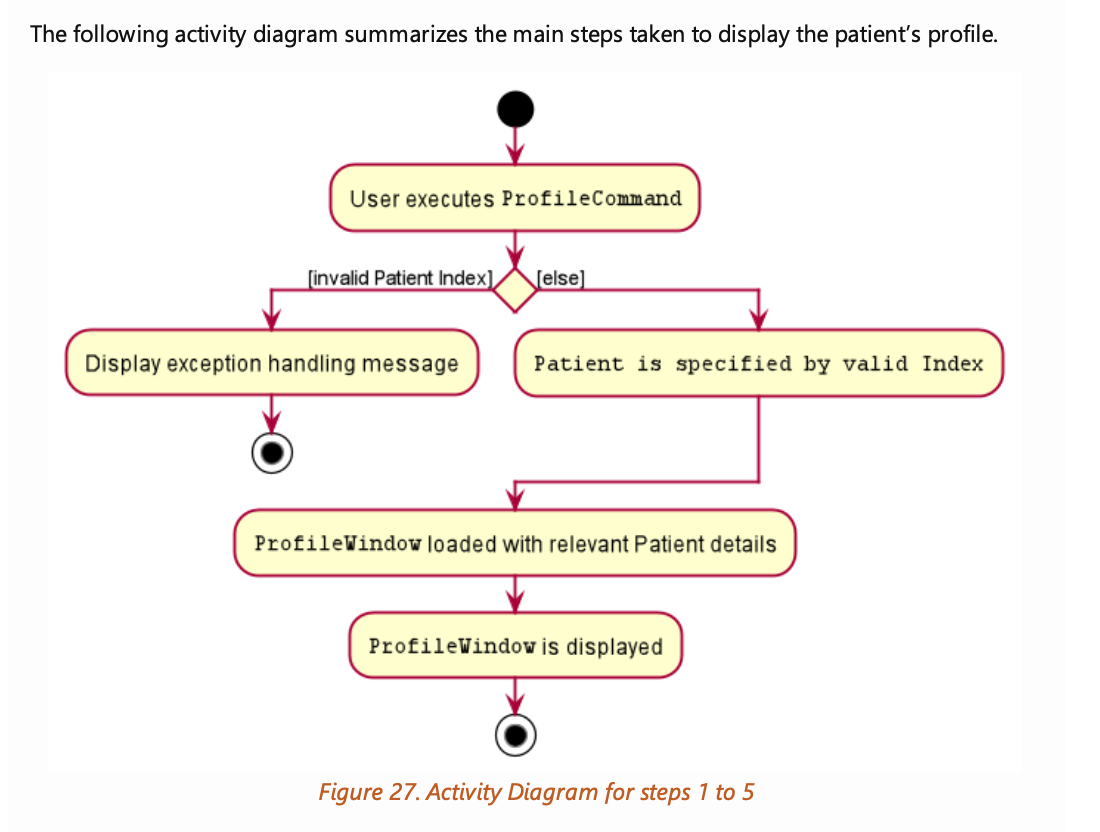 The following activity diagram summarizes the main steps taken to display the patient’s profile.
User executes ProfileCommand
[invalid Patient Index]
[else]
Display exception handling message
Patient is specified by valid Index
ProfileWindow loaded with relevant Patient details
ProfileWindow is displayed
Figure 27. Activity Diagram for steps 1 to 5